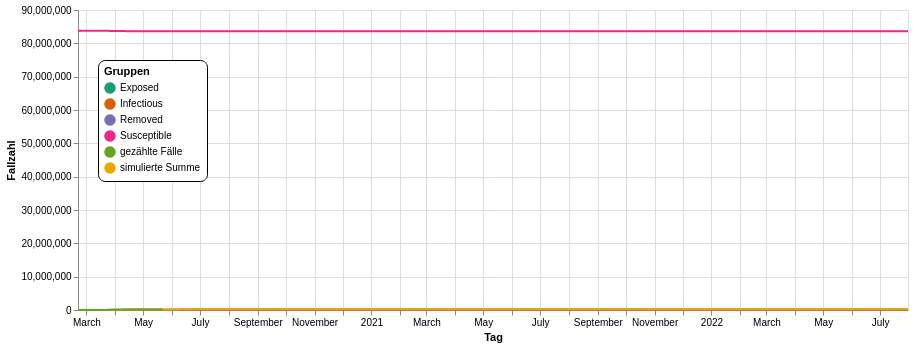 90,000,000
80,000,000
70,000,000
60,000,000
50,000,000
40,000,000
30,000,000
20,000,000
10,000,000
0
Fallzahl
Gruppen
Exposed
Infectious
Removed
Susceptible
gezählte Fälle
simulierte Summe
March May July September November 2021 March May July September November 2022 March May July
Tag